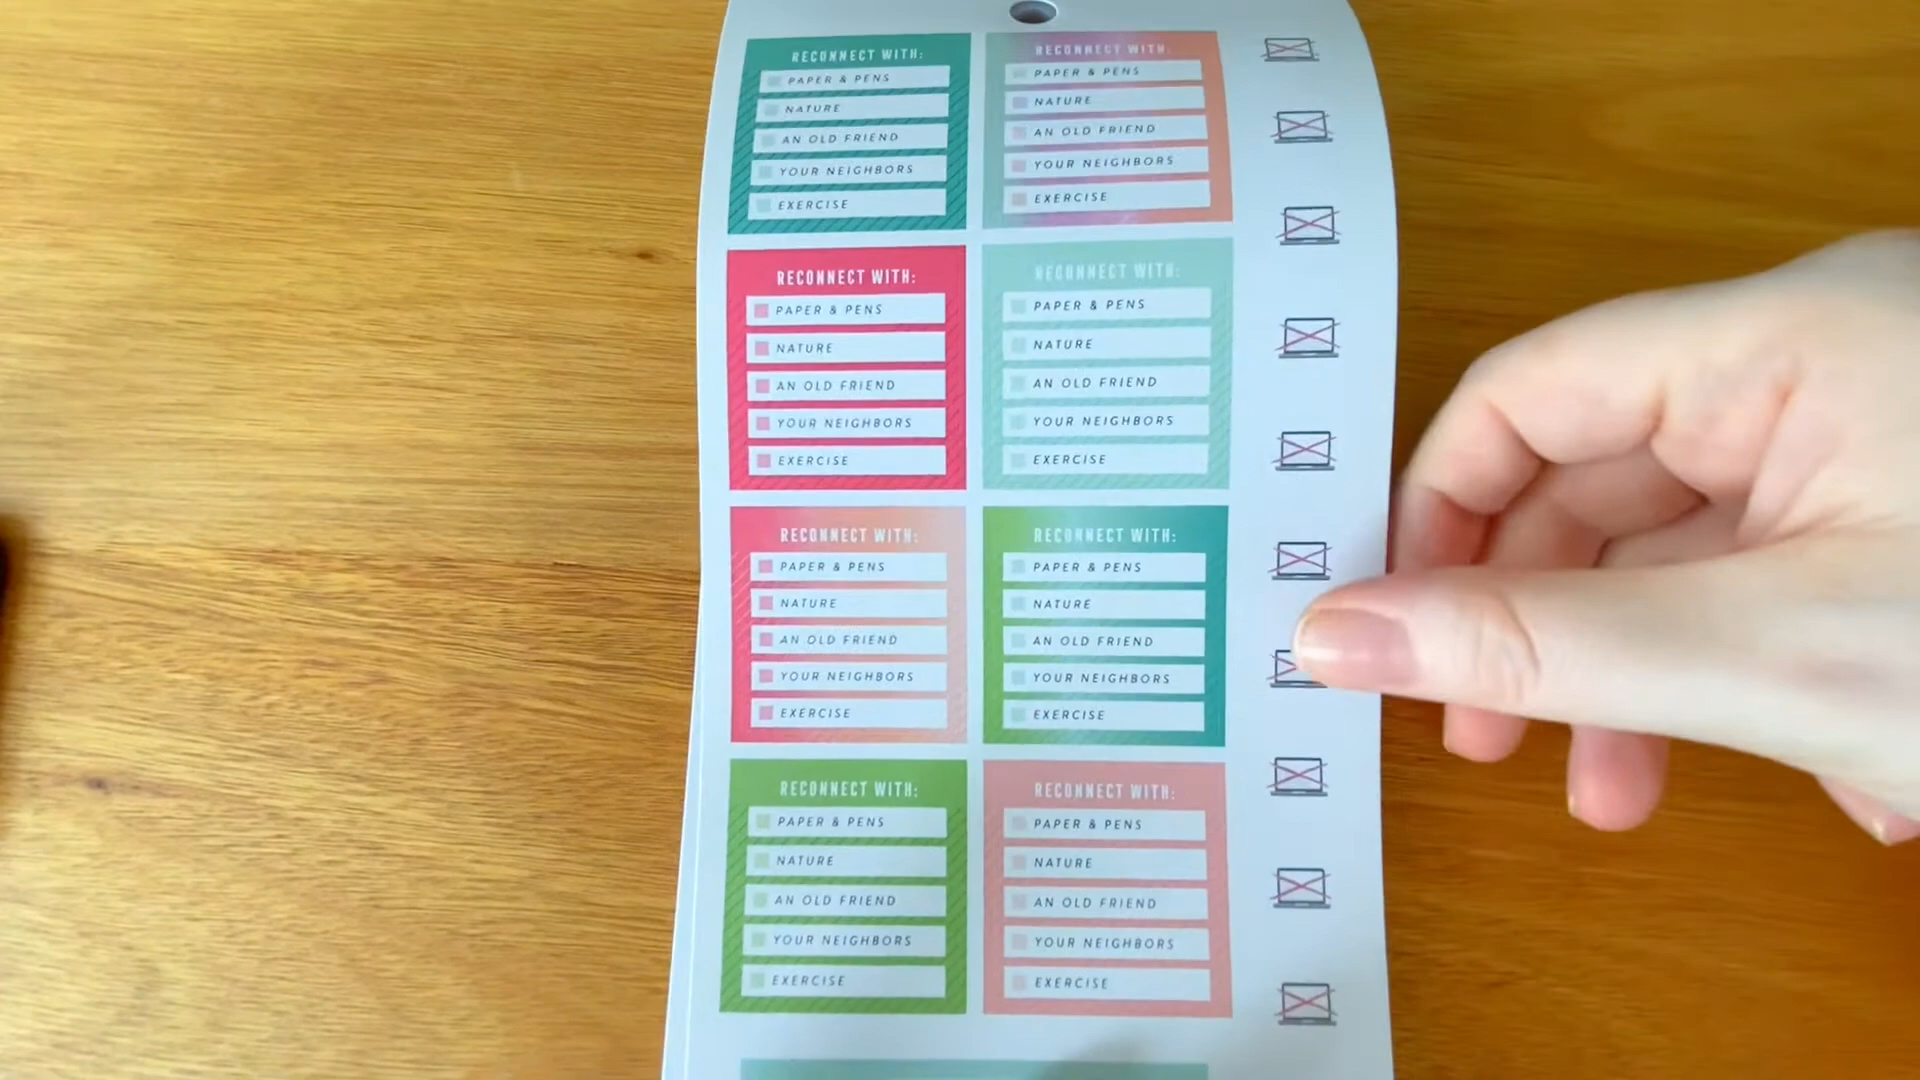 RECONNECT WITH:
PAPER & PENS
NATURE
AN OLD FRIEND
YOUR NEIGHBORS
EXERCISE
RECONNECT WITH:
PAPER & PENS
NATURE
AN OLD FRIEND
YOUR NEIGHBORS
EXERCISE
RECONNECT WITH:
PAPER & PENS
NATURE
AN OLD FRIEND
YOUR NEIGHBORS
EXERCISE
RECONNECT WITH:
PAPER & PENS
NATURE
AN OLD FRIEND
YOUR NEIGHBORS
EXERCISE
RECONNECT WITH:
PAPER & PENS
NATURE
AN OLD FRIEND
YOUR NEIGHBORS
EXERCISE
RECONNECT WITH:
PAPER & PENS
NATURE
AN OLD FRIEND
YOUR NEIGHBORS
EXERCISE
RECONNECT WITH:
PAPER & PENS
NATURE
AN OLD FRIEND
YOUR NEIGHBORS
EXERCISE
RECONNECT WITH:
PAPER & PENS
NATURE
AN OLD FRIEND
YOUR NEIGHBORS
EXERCISE